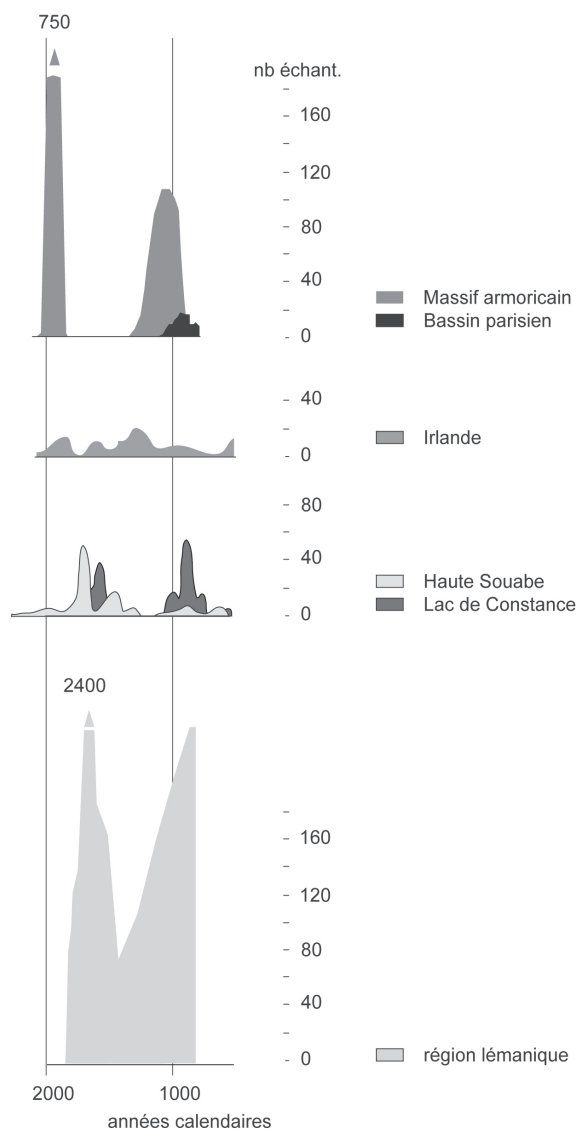 750
nb échant.
160
120
80
40
0
Massif armoricain
Bassin parisien
40
0
Irlande
80
40
0
Haute Souabe
Lac de Constance
2400
160
120
80
40
0
région lémanique
2000 1000
années calendaires